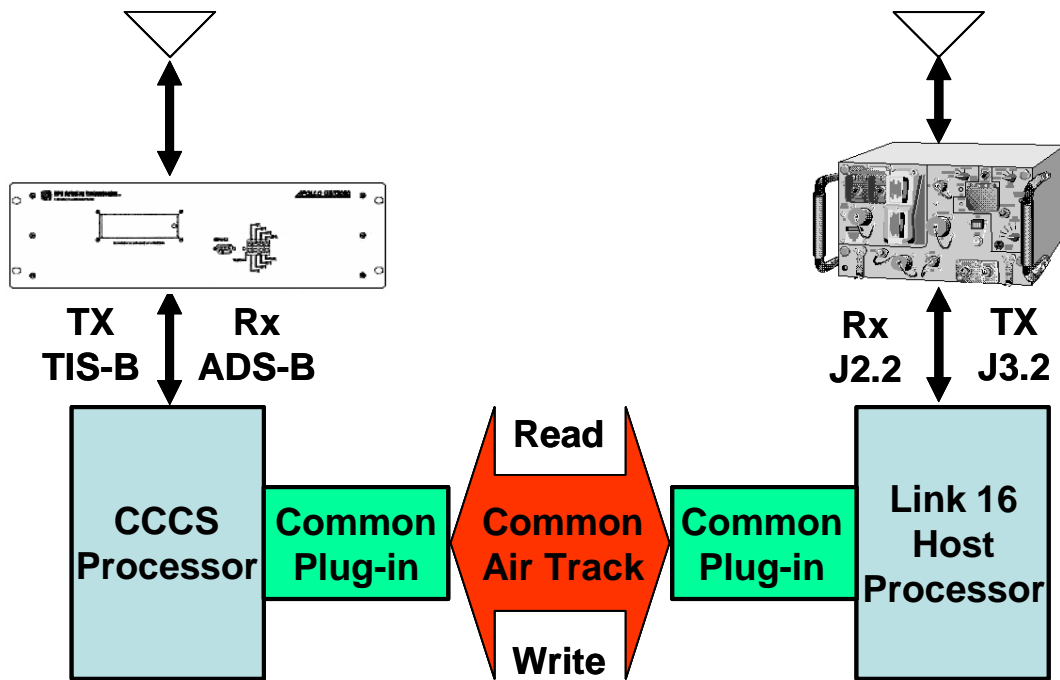 APOLLO
TX
TIS-B
Rx
ADS-B
Rx
J2.2
TX
J3.2
Read
CCCS
Processor
Common
Plug-in
Common
Air Track
Common
Plug-in
Link 16
Host
Processor
Write